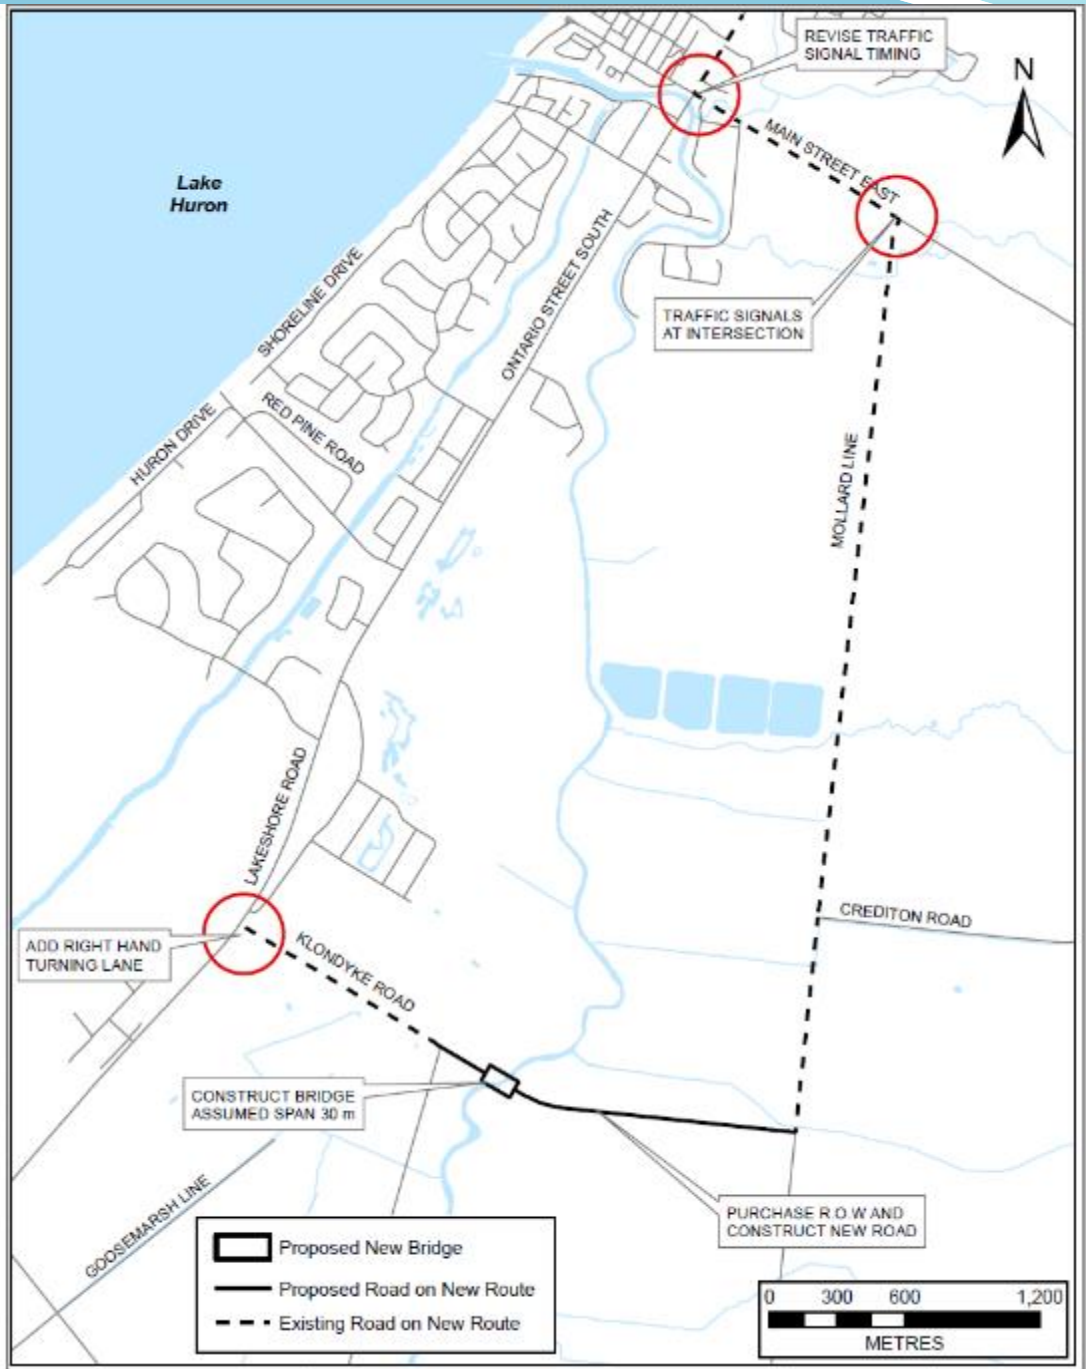 REVISE TRAFFIC
SIGNAL TIMING
N
MAIN STREET EAST
Lake
Huron
SHORELINE DRIVE
ONTARIO STREET SOUTH
TRAFFIC SIGNALS
AT INTERSECTION
HURON DRIVE
RED PINE ROAD
MOLLARD LINE
LAKESHORE ROAD
CREDITON ROAD
ADD RIGHT HAND
TURNING LANE
KLONDYKE ROAD
CONSTRUCT BRIDGE
ASSUMED SPAN 30 m
GOOSEMARSH LINE
PURCHASE R O W AND
CONSTRUCT NEW ROAD
Proposed New Bridge
Proposed Road on New Route
Existing Road on New Route
0 300 600 1,200
METRES